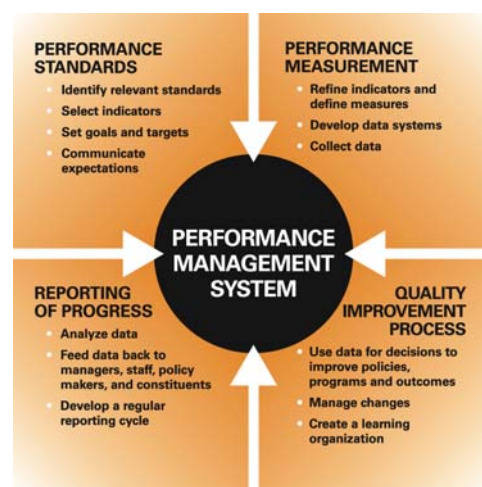 PERFORMANCE
STANDARDS
• Identify relevant standards
• Select indicators
• Set goals and targets
• Communicate
expectations
PERFORMANCE
MEASUREMENT
• Refine indicators and
define measures
• Develop data systems
• Collect data
PERFORMANCE
MANAGEMENT
SYSTEM
REPORTING
OF PROGRESS
• Analyze data
• Feed data back to
managers, staff, policy
makers, and constituents
• Develop a regular
reporting cycle
QUALITY
IMPROVEMENT
PROCESS
• Use data for decisions to
improve policies,
programs and outcomes
• Manage changes
• Create a learning
organization